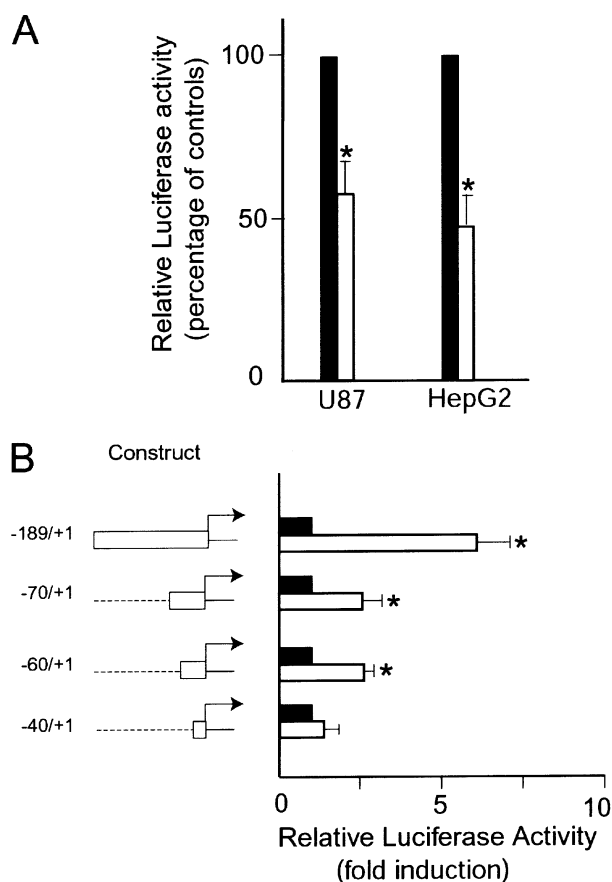 A
Relative Luciferase activity
(percentage of controls)
100
50
0
*
*
U87
HepG2
B
Construct
-189/+1
*
-70/+1
*
-60/+1
*
-40/+1
0
5
10
Relative Luciferase Activity
(fold induction)